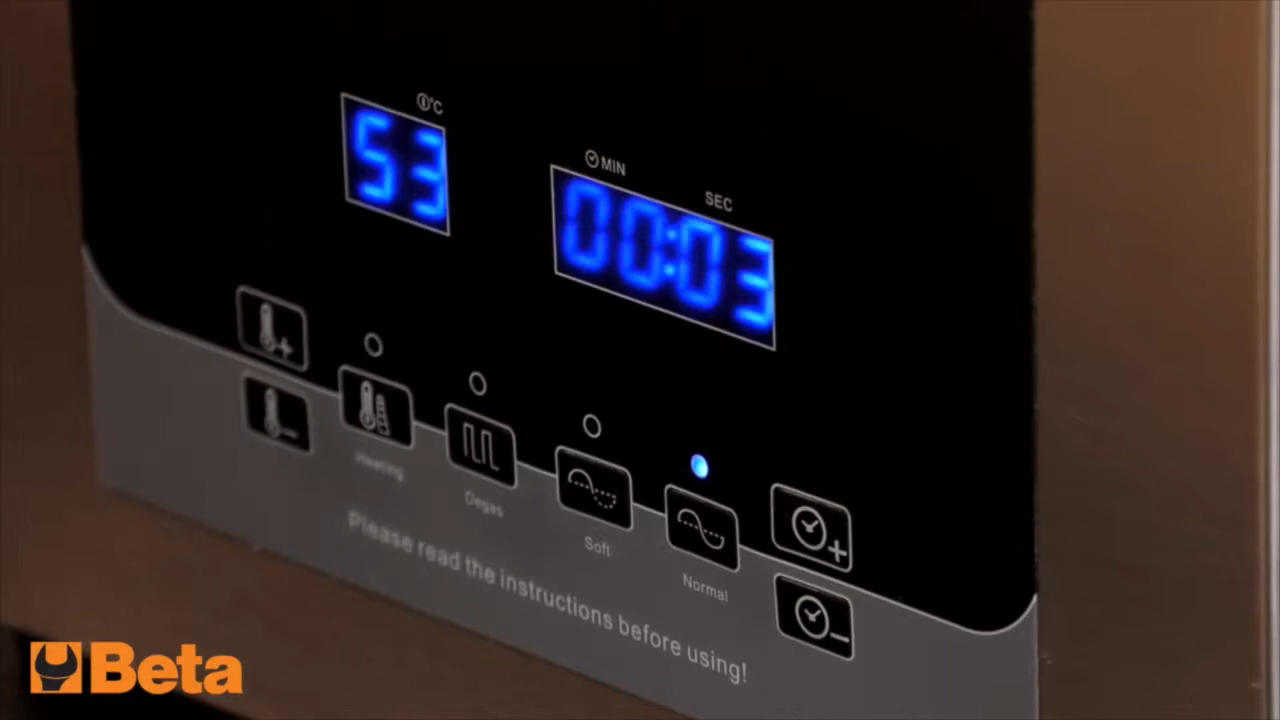 °C
53
MIN
SEC
00:03
Heating
Degas
Soft
Normal
Please read the instructions before using!
Beta